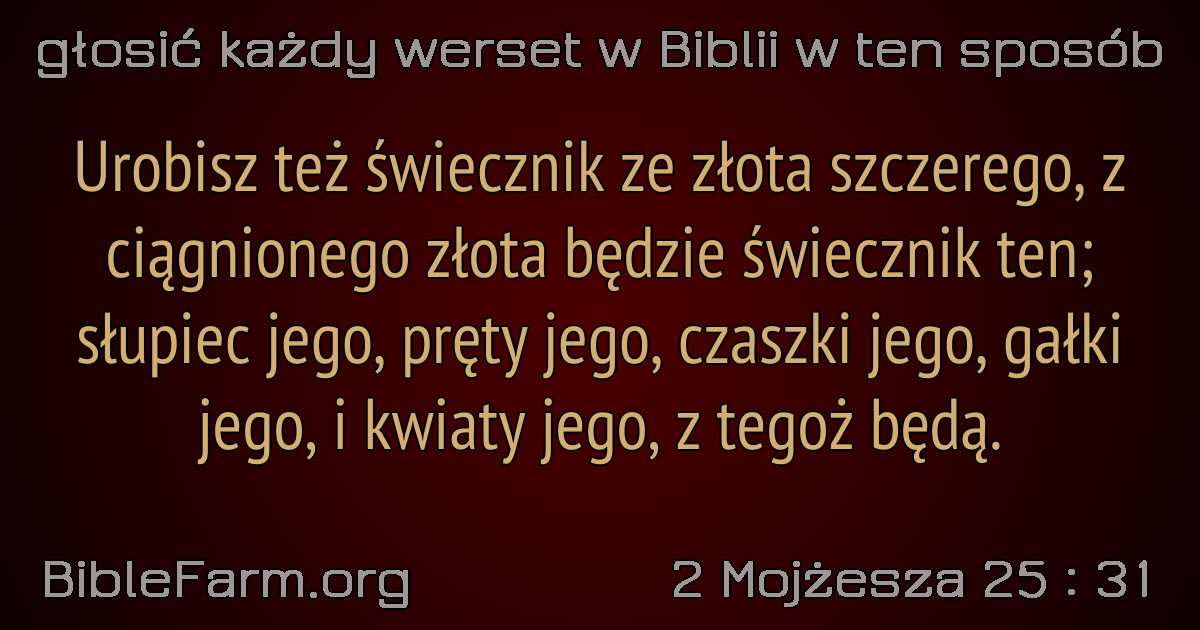 głosić każdy werset w Biblii w ten sposób
Urobisz też świecznik ze złota szczerego, z
ciągnionego złota będzie świecznik ten;
słupiec jego, pręty jego, czaszki jego, gałki
jego, i kwiaty jego, z tegoż będą.
BibleFarm.org
2 Mojżesza 25 : 31